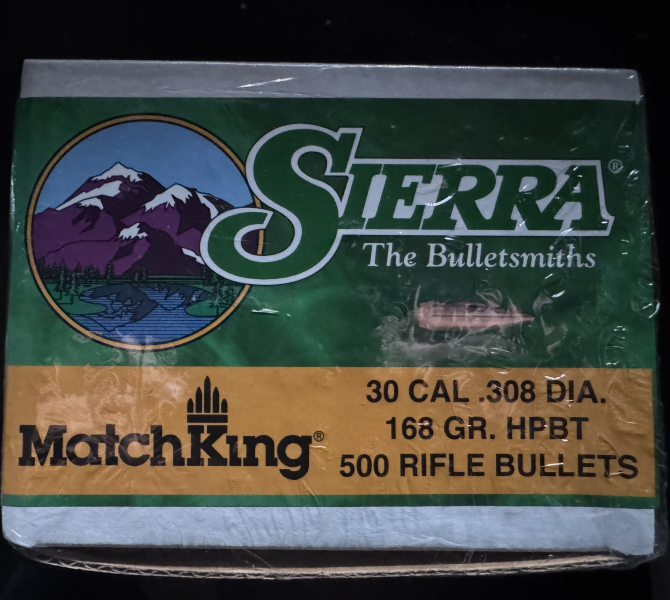 SIERRA®
The Bulletsmiths
MatchKing®
30 CAL .308 DIA.
168 GR. HPBT
500 RIFLE BULLETS